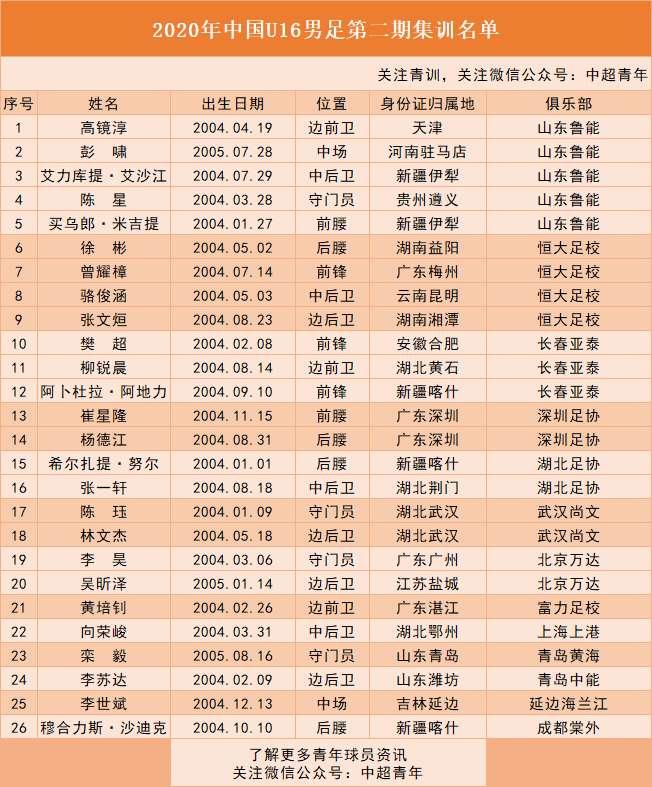 2020年中国U16男足第二期集训名单
关注青训，关注微信公众号：中超青年
序号 姓名 出生日期 位置 身份证归属地 俱乐部
1 高镜淳 2004.04.19 边前卫 天津 山东鲁能
2 彭 啸 2005.07.28 中场 河南驻马店 山东鲁能
3 艾力库提·艾沙江 2004.07.29 中后卫 新疆伊犁 山东鲁能
4 陈 星 2004.03.28 守门员 贵州遵义 山东鲁能
5 买乌郎·米吉提 2004.01.27 前腰 新疆伊犁 山东鲁能
6 徐 彬 2004.05.02 后腰 湖南益阳 恒大足校
7 曾耀樟 2004.07.14 前锋 广东梅州 恒大足校
8 骆俊涵 2004.05.03 中后卫 云南昆明 恒大足校
9 张文烜 2004.08.23 边后卫 湖南湘潭 恒大足校
10 樊 超 2004.02.08 前锋 安徽合肥 长春亚泰
11 柳锐晨 2004.08.14 边前卫 湖北黄石 长春亚泰
12 阿卜杜拉·阿地力 2004.09.10 前锋 新疆喀什 长春亚泰
13 崔星隆 2004.11.15 前腰 广东深圳 深圳足协
14 杨德江 2004.08.31 后腰 广东深圳 深圳足协
15 希尔扎提·努尔 2004.01.01 后腰 新疆喀什 湖北足协
16 张一轩 2004.08.18 中后卫 湖北荆门 湖北足协
17 陈 珏 2004.01.09 守门员 湖北武汉 武汉尚文
18 林文杰 2004.05.18 边后卫 湖北武汉 武汉尚文
19 李 昊 2004.03.06 守门员 广东广州 北京万达
20 吴昕泽 2005.01.14 边后卫 江苏盐城 北京万达
21 黄培钊 2004.02.26 边前卫 广东湛江 富力足校
22 向荣峻 2004.03.31 中后卫 湖北鄂州 上海上港
23 栾 毅 2005.08.16 守门员 山东青岛 青岛黄海
24 李苏达 2004.02.09 边后卫 山东潍坊 青岛中能
25 李世斌 2004.12.13 中场 吉林延边 延边海兰江
26 穆合力斯·沙迪克 2004.10.10 后腰 新疆喀什 成都棠外
了解更多青年球员资讯
关注微信公众号：中超青年